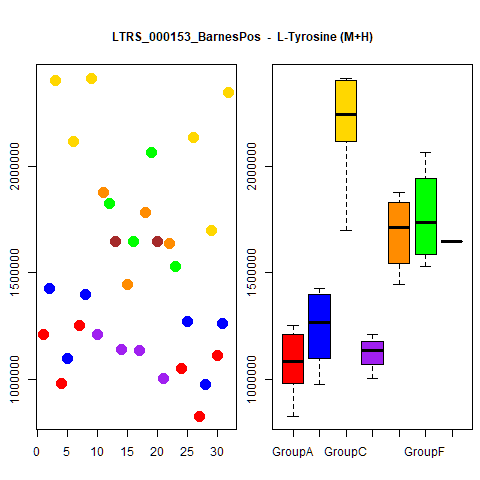 LTRS_000153_BarnesPos  -  L-Tyrosine (M+H)
2000000
1500000
1000000
0 5 10 15 20 25 30
2000000
1500000
1000000
GroupA GroupC GroupF